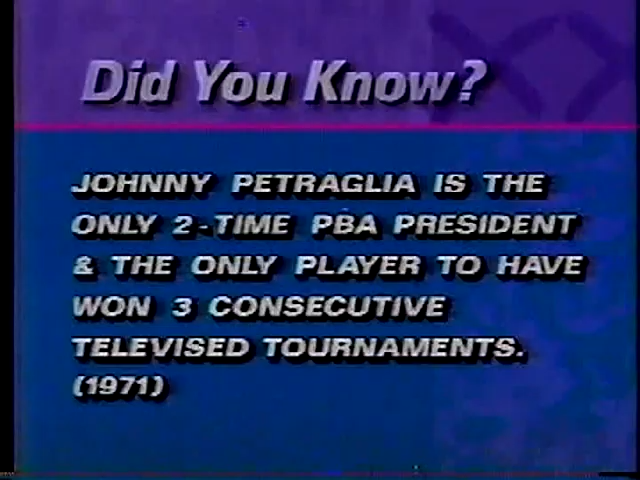 Did You Know?
JOHNNY PETRAGLIA IS THE
ONLY 2-TIME PBA PRESIDENT
& THE ONLY PLAYER TO HAVE
WON 3 CONSECUTIVE
TELEVISED TOURNAMENTS.
(1971)